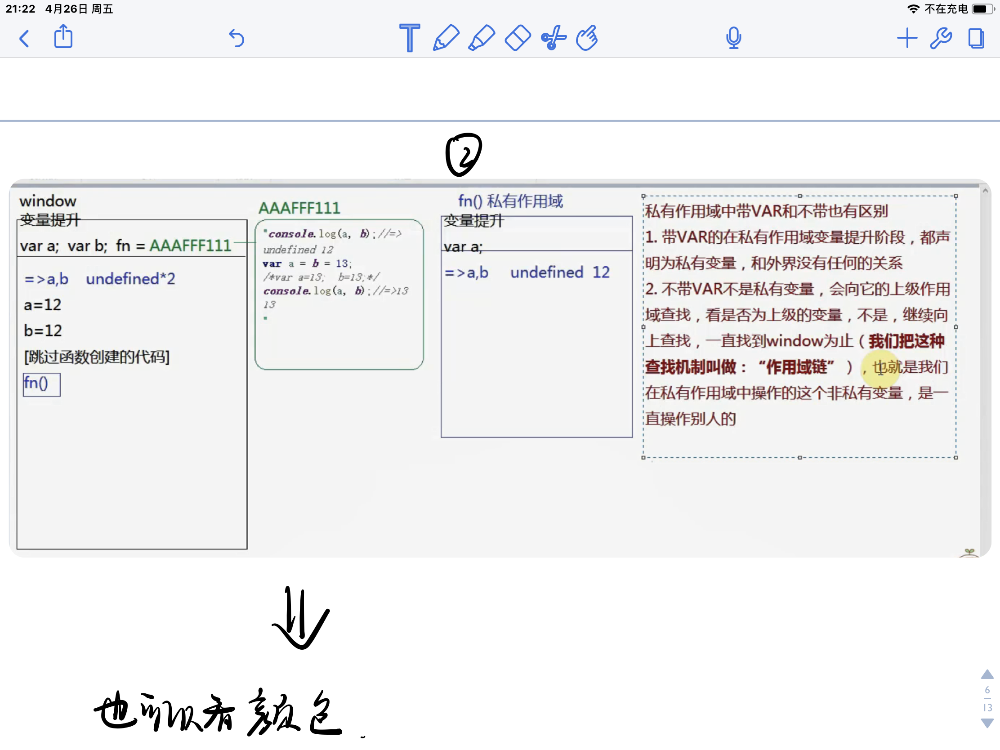 21:22 4月26日 周五
不在充电
②
window
变量提升
var a; var b; fn = AAAFFF111
=>a,b undefined*2
a=12
b=12
[跳过函数创建的代码]
fn()
AAAFFF111
"console.log(a, b);//=>
undefined 12
var a = b = 13;
/*var a=13; b=13;*/
console.log(a, b);//=>13
13
"
fn() 私有作用域
变量提升
var a;
=>a,b undefined 12
私有作用域中带VAR和不带也有区别
1. 带VAR的在私有作用域变量提升阶段，都声
明为私有变量，和外界没有任何的关系
2. 不带VAR不是私有变量，会向它的上级作用
域查找，看是否为上级的变量，不是，继续向
上查找，一直找到window为止（我们把这种
查找机制叫做：“作用域链”），也就是我们
在私有作用域中操作的这个非私有变量，是一
直操作别人的
也可以看颜色.
6
13